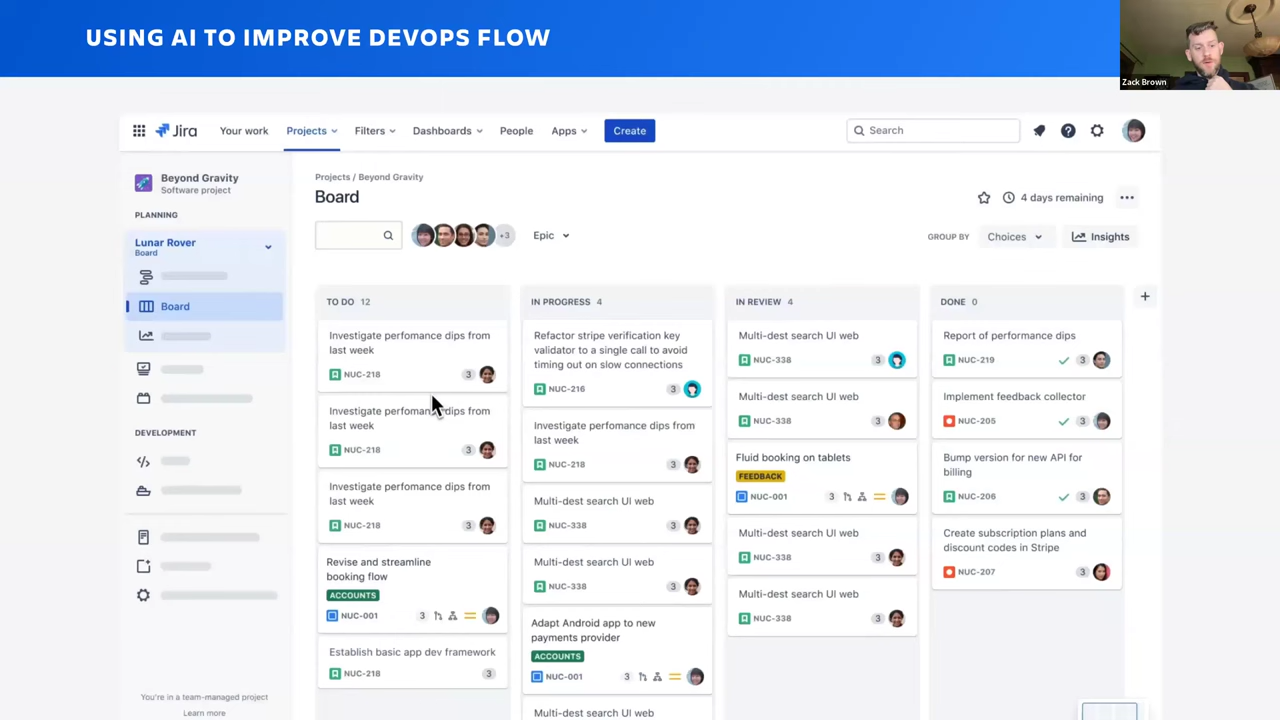 USING AI TO IMPROVE DEVOPS FLOW
Zack Brown
Jira
Your work
Projects
Filters
Dashboards
People
Apps
Create
Search
Beyond Gravity
Software project
PLANNING
Lunar Rover
Board
Board
DEVELOPMENT
You're in a team-managed project
Learn more
Projects / Beyond Gravity
Board
4 days remaining
+3
Epic
GROUP BY
Choices
Insights
TO DO 12
Investigate perfomance dips from
last week
NUC-218
3
Investigate perfomance dips from
last week
NUC-218
3
Investigate perfomance dips from
last week
NUC-218
3
Revise and streamline
booking flow
ACCOUNTS
NUC-001
3
Establish basic app dev framework
NUC-218
3
IN PROGRESS 4
Refactor stripe verification key
validator to a single call to avoid
timing out on slow connections
NUC-216
3
Investigate perfomance dips from
last week
NUC-218
3
Multi-dest search UI web
NUC-338
3
Multi-dest search UI web
NUC-338
3
Adapt Android app to new
payments provider
ACCOUNTS
NUC-001
3
Multi-dest search UI web
IN REVIEW 4
Multi-dest search UI web
NUC-338
3
Multi-dest search UI web
NUC-338
3
Fluid booking on tablets
FEEDBACK
NUC-001
3
Multi-dest search UI web
NUC-338
3
Multi-dest search UI web
NUC-338
3
DONE 0
Report of performance dips
NUC-219
3
Implement feedback collector
NUC-205
3
Bump version for new API for
billing
NUC-206
3
Create subscription plans and
discount codes in Stripe
NUC-207
3